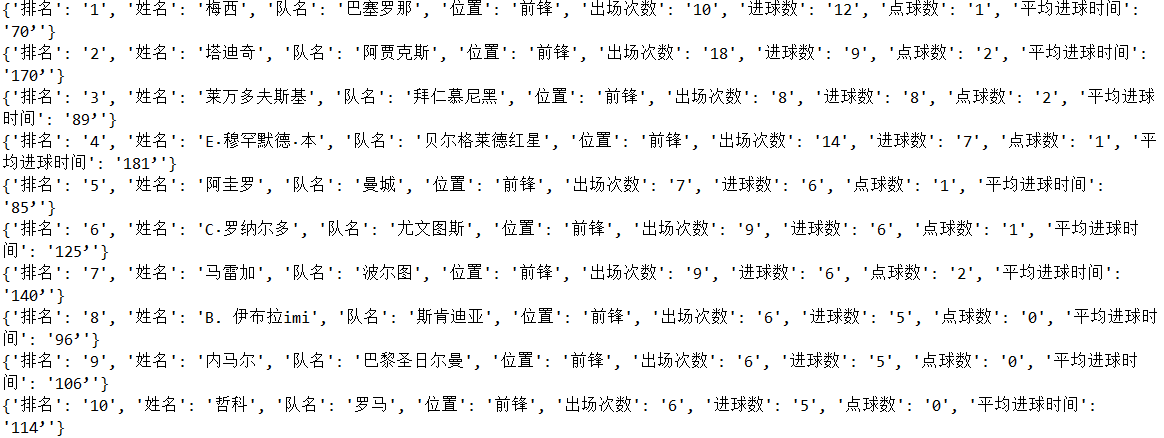 {'排名': '1', '姓名': '梅西', '队名': '巴塞罗那', '位置': '前锋', '出场次数': '10', '进球数': '12', '点球数': '1', '平均进球时间':
'70’'}
{'排名': '2', '姓名': '塔迪奇', '队名': '阿贾克斯', '位置': '前锋', '出场次数': '18', '进球数': '9', '点球数': '2', '平均进球时间':
'170’'}
{'排名': '3', '姓名': '莱万多夫斯基', '队名': '拜仁慕尼黑', '位置': '前锋', '出场次数': '8', '进球数': '8', '点球数': '2', '平均进球
时间': '89’'}
{'排名': '4', '姓名': 'E·穆罕默德·本', '队名': '贝尔格莱德红星', '位置': '前锋', '出场次数': '14', '进球数': '7', '点球数': '1', '平
均进球时间': '181’'}
{'排名': '5', '姓名': '阿圭罗', '队名': '曼城', '位置': '前锋', '出场次数': '7', '进球数': '6', '点球数': '1', '平均进球时间':
'85’'}
{'排名': '6', '姓名': 'C·罗纳尔多', '队名': '尤文图斯', '位置': '前锋', '出场次数': '9', '进球数': '6', '点球数': '1', '平均进球时
间': '125’'}
{'排名': '7', '姓名': '马雷加', '队名': '波尔图', '位置': '前锋', '出场次数': '9', '进球数': '6', '点球数': '2', '平均进球时间':
'140’'}
{'排名': '8', '姓名': 'B. 伊布拉imi', '队名': '斯肯迪亚', '位置': '前锋', '出场次数': '6', '进球数': '5', '点球数': '0', '平均进球时
间': '96’'}
{'排名': '9', '姓名': '内马尔', '队名': '巴黎圣日尔曼', '位置': '前锋', '出场次数': '6', '进球数': '5', '点球数': '0', '平均进球时
间': '106’'}
{'排名': '10', '姓名': '哲科', '队名': '罗马', '位置': '前锋', '出场次数': '6', '进球数': '5', '点球数': '0', '平均进球时间':
'114’'}